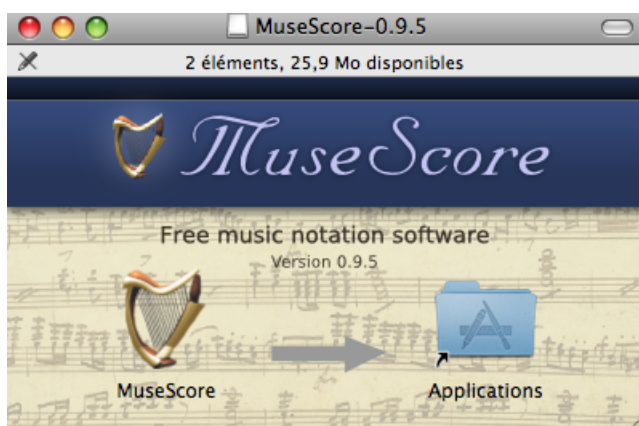 MuseScore-0.9.5
2 éléments, 25,9 Mo disponibles
MuseScore
Free music notation software
Version 0.9.5
MuseScore
Applications